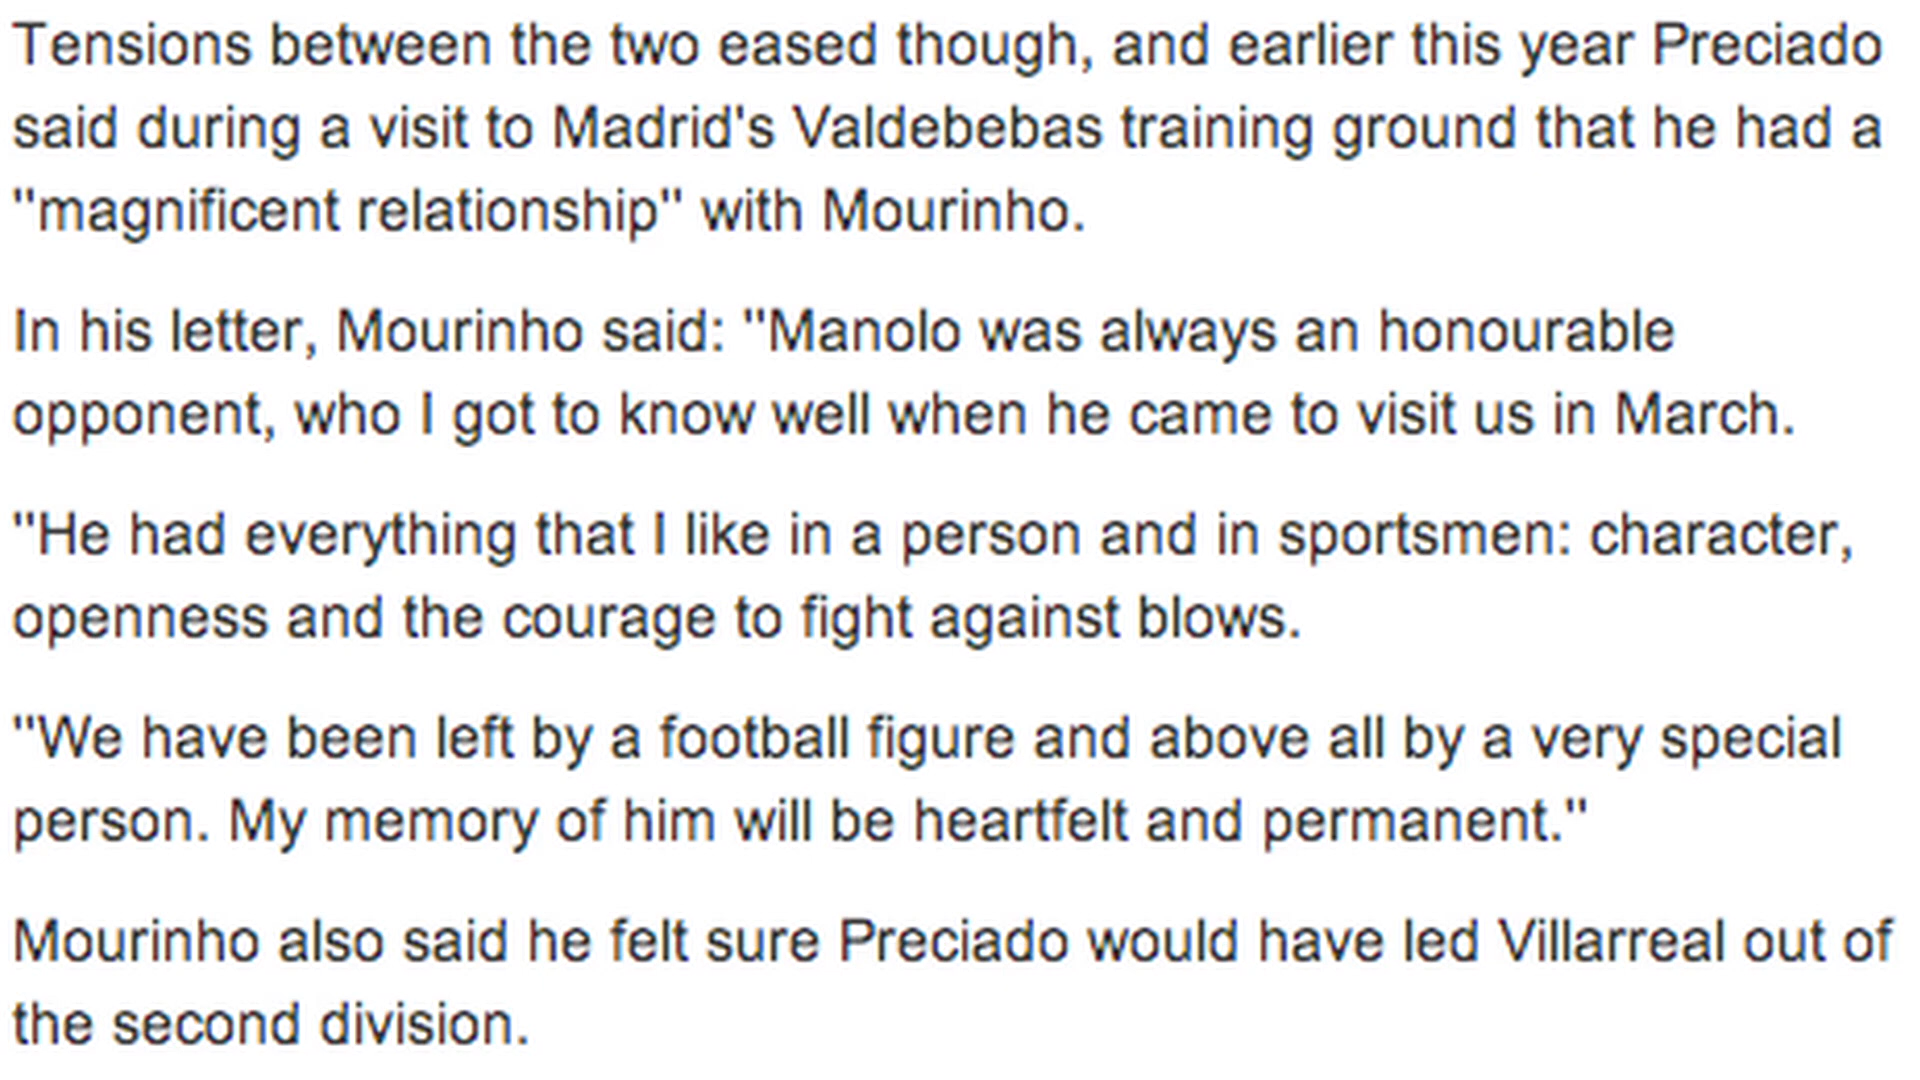 Tensions between the two eased though, and earlier this year Preciado
said during a visit to Madrid's Valdebebas training ground that he had a
"magnificent relationship" with Mourinho.
In his letter, Mourinho said: "Manolo was always an honourable
opponent, who I got to know well when he came to visit us in March.
"He had everything that I like in a person and in sportsmen: character,
openness and the courage to fight against blows.
"We have been left by a football figure and above all by a very special
person. My memory of him will be heartfelt and permanent."
Mourinho also said he felt sure Preciado would have led Villarreal out of
the second division.